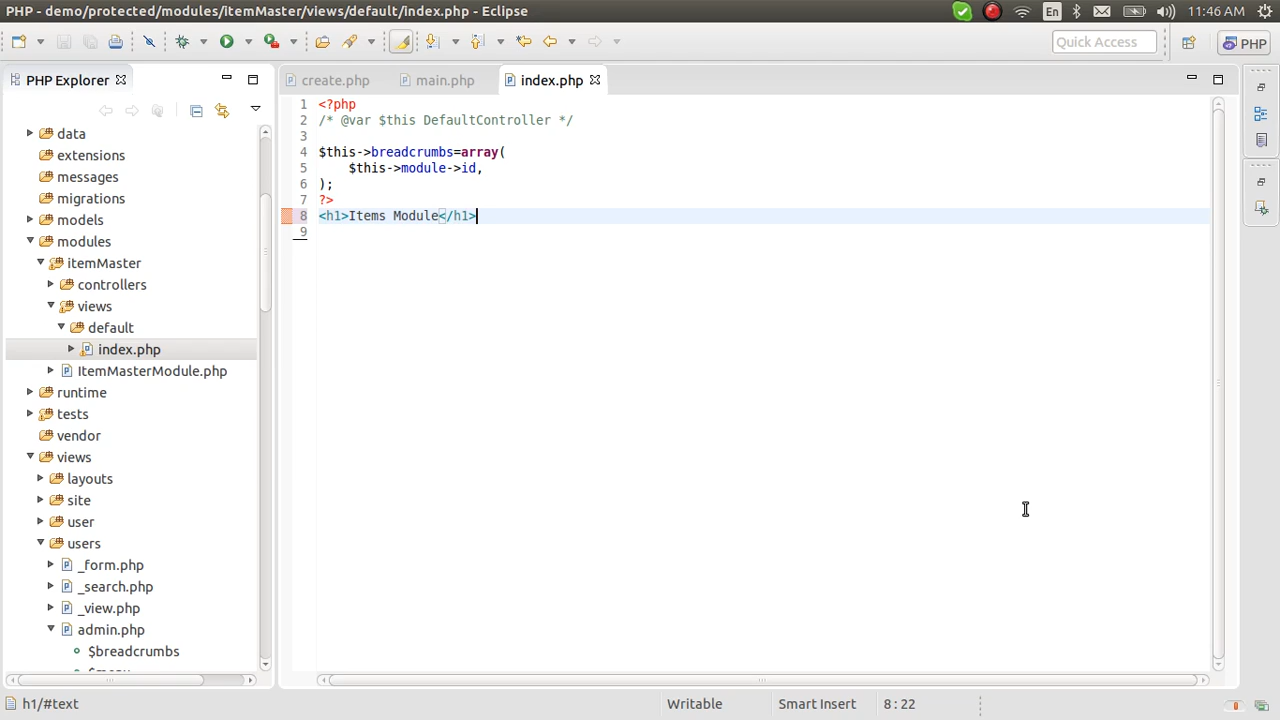 PHP - demo/protected/modules/itemMaster/views/default/index.php - Eclipse
En
11:46 AM
Quick Access
PHP
PHP Explorer
data
extensions
messages
migrations
models
modules
itemMaster
controllers
views
default
index.php
ItemMasterModule.php
runtime
tests
vendor
views
layouts
site
user
users
_form.php
_search.php
_view.php
admin.php
$breadcrumbs
create.php
main.php
index.php
1 <?php
2 /* @var $this DefaultController */
3
4 $this->breadcrumbs=array(
5 $this->module->id,
6 );
7 ?>
8 <h1>Items Module</h1>
9
h1/#text
Writable
Smart Insert
8 : 22